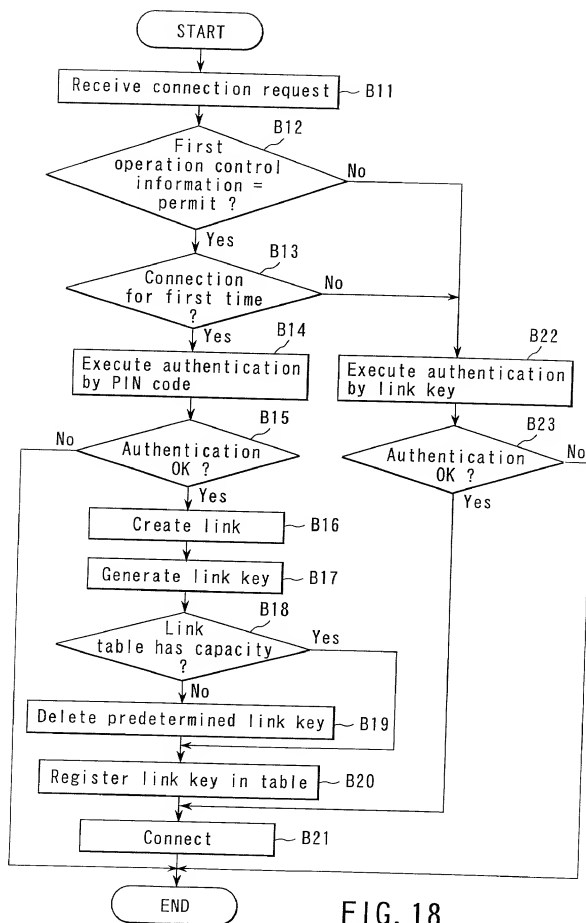 START
Receive connection request
B11
B12
First
operation control
information =
permit ?
No
Yes
B13
Connection
for first time
?
No
Yes
B14
Execute authentication
by PIN code
B22
Execute authentication
by link key
B15
No
Authentication
OK ?
Yes
B23
Authentication
OK ?
No
Yes
Create link
B16
Generate link key
B17
B18
Link
table has capacity
?
Yes
No
Delete predetermined link key
B19
Register link key in table
B20
Connect
B21
END
FIG. 18